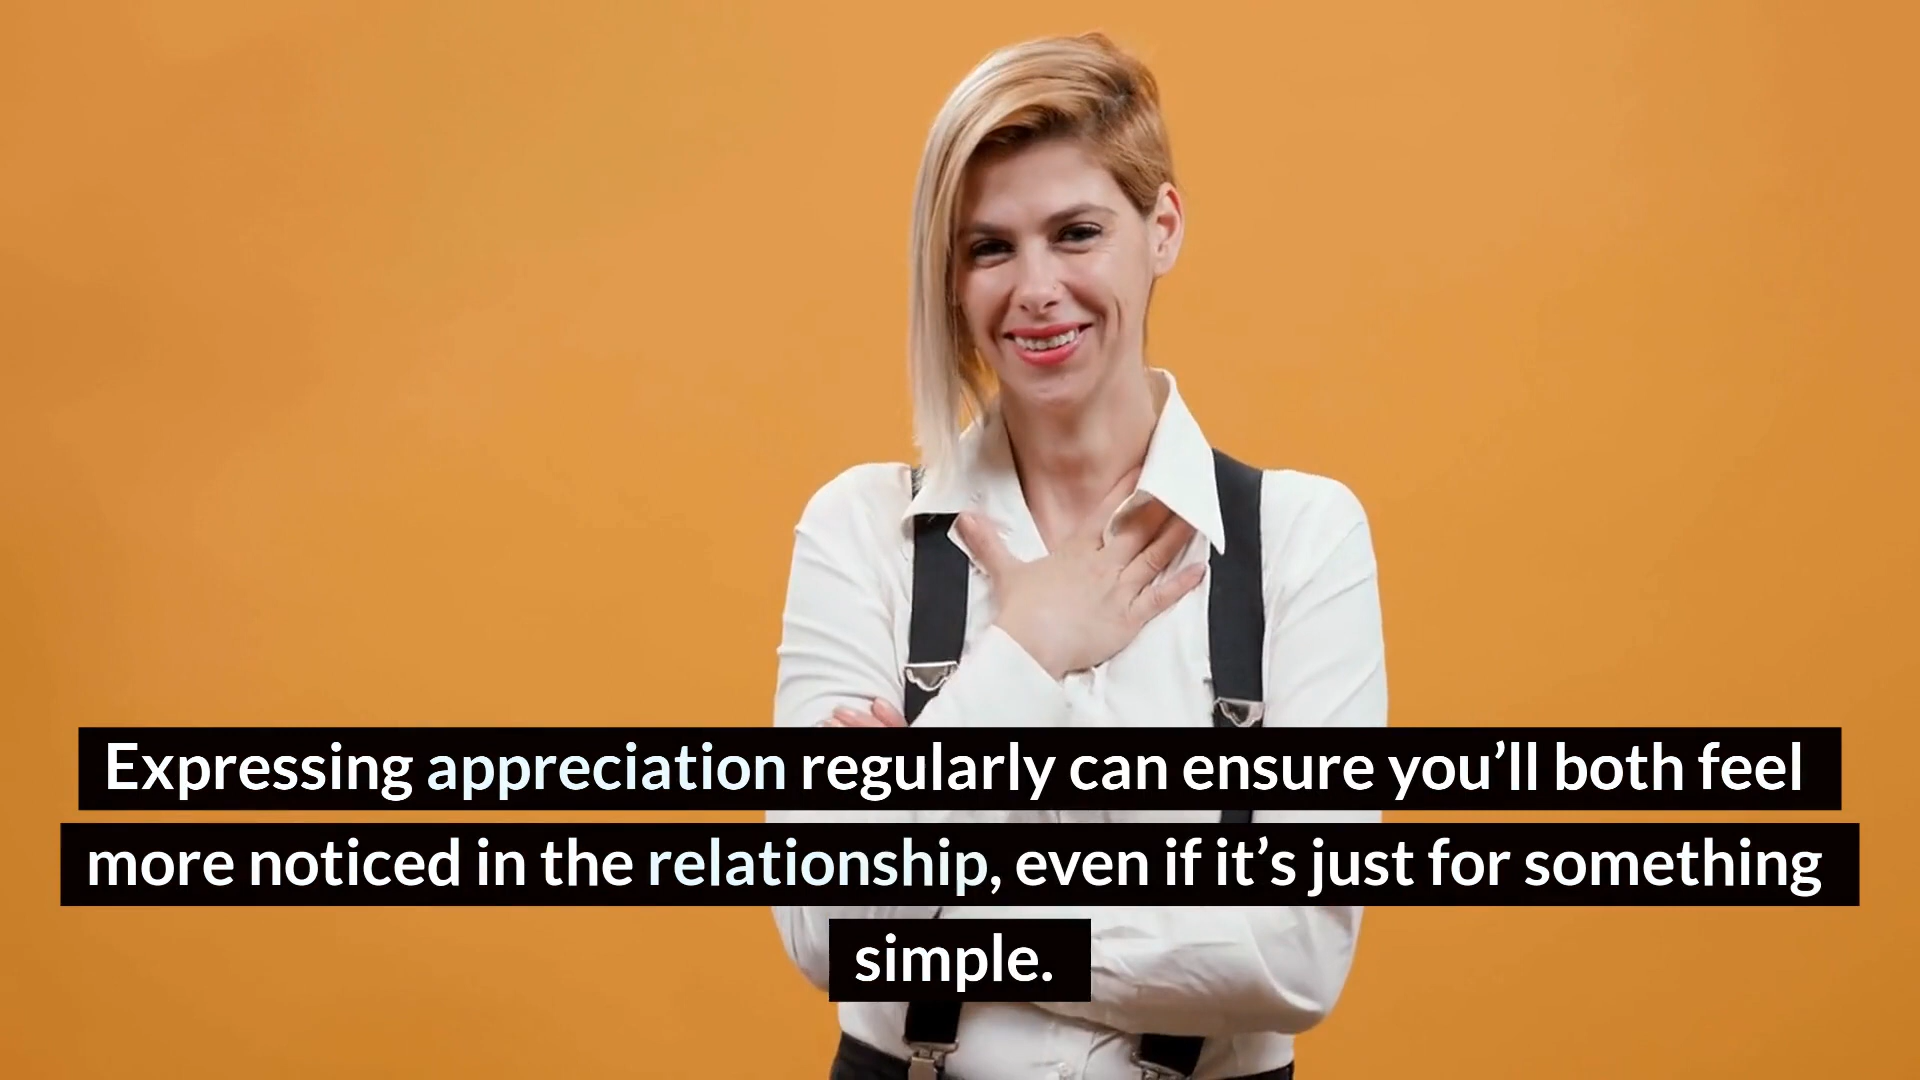 Expressing appreciation regularly can ensure you’ll both feel
more noticed in the relationship, even if it’s just for something
simple.